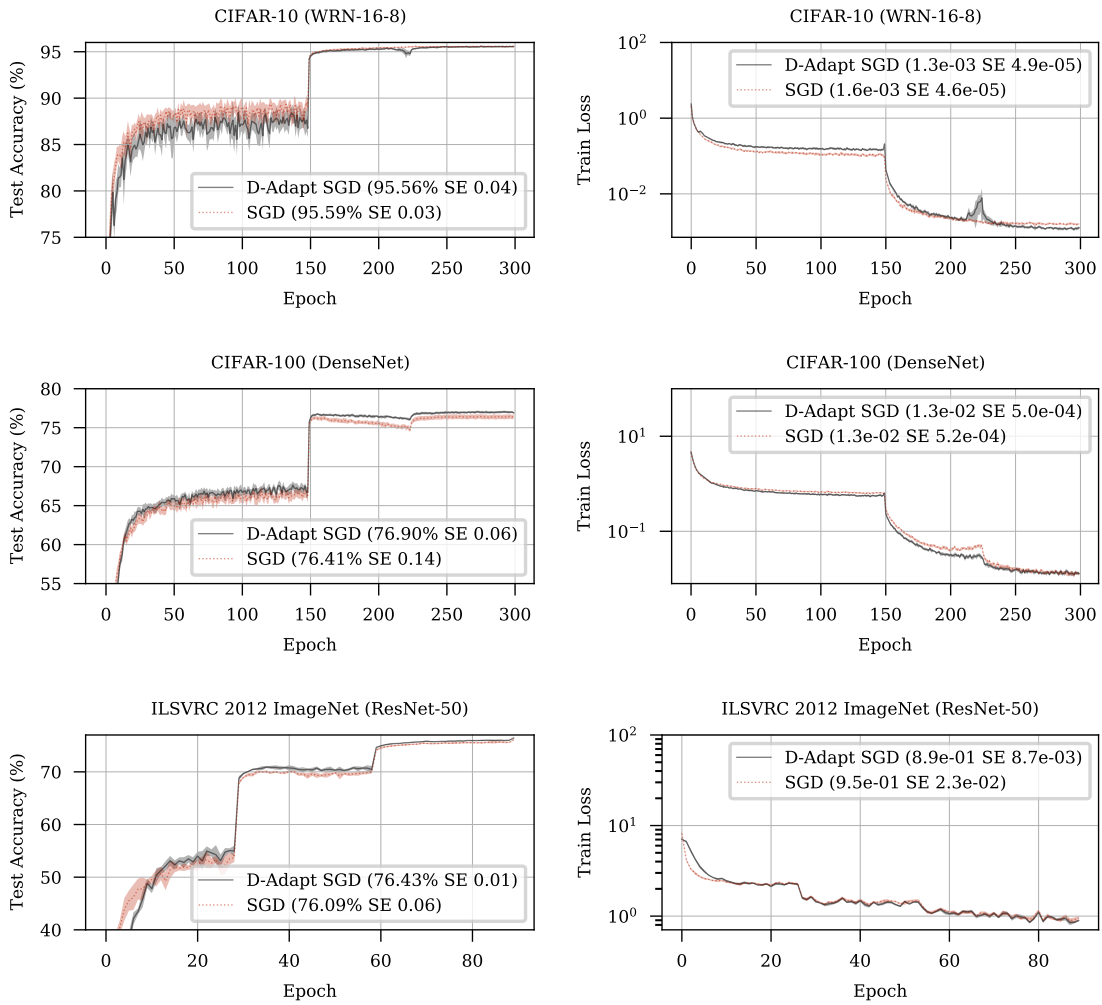 CIFAR-10 (WRN-16-8)
Test Accuracy (%)
95
90
85
80
75
D-Adapt SGD (95.56% SE 0.04)
SGD (95.59% SE 0.03)
0 50 100 150 200 250 300
Epoch
CIFAR-10 (WRN-16-8)
Train Loss
10^2
10^0
10^−2
D-Adapt SGD (1.3e-03 SE 4.9e-05)
SGD (1.6e-03 SE 4.6e-05)
0 50 100 150 200 250 300
Epoch
CIFAR-100 (DenseNet)
Test Accuracy (%)
80
75
70
65
60
55
D-Adapt SGD (76.90% SE 0.06)
SGD (76.41% SE 0.14)
0 50 100 150 200 250 300
Epoch
CIFAR-100 (DenseNet)
Train Loss
10^1
10^−1
D-Adapt SGD (1.3e-02 SE 5.0e-04)
SGD (1.3e-02 SE 5.2e-04)
0 50 100 150 200 250 300
Epoch
ILSVRC 2012 ImageNet (ResNet-50)
Test Accuracy (%)
70
60
50
40
D-Adapt SGD (76.43% SE 0.01)
SGD (76.09% SE 0.06)
0 20 40 60 80
Epoch
ILSVRC 2012 ImageNet (ResNet-50)
Train Loss
10^2
10^1
10^0
D-Adapt SGD (8.9e-01 SE 8.7e-03)
SGD (9.5e-01 SE 2.3e-02)
0 20 40 60 80
Epoch